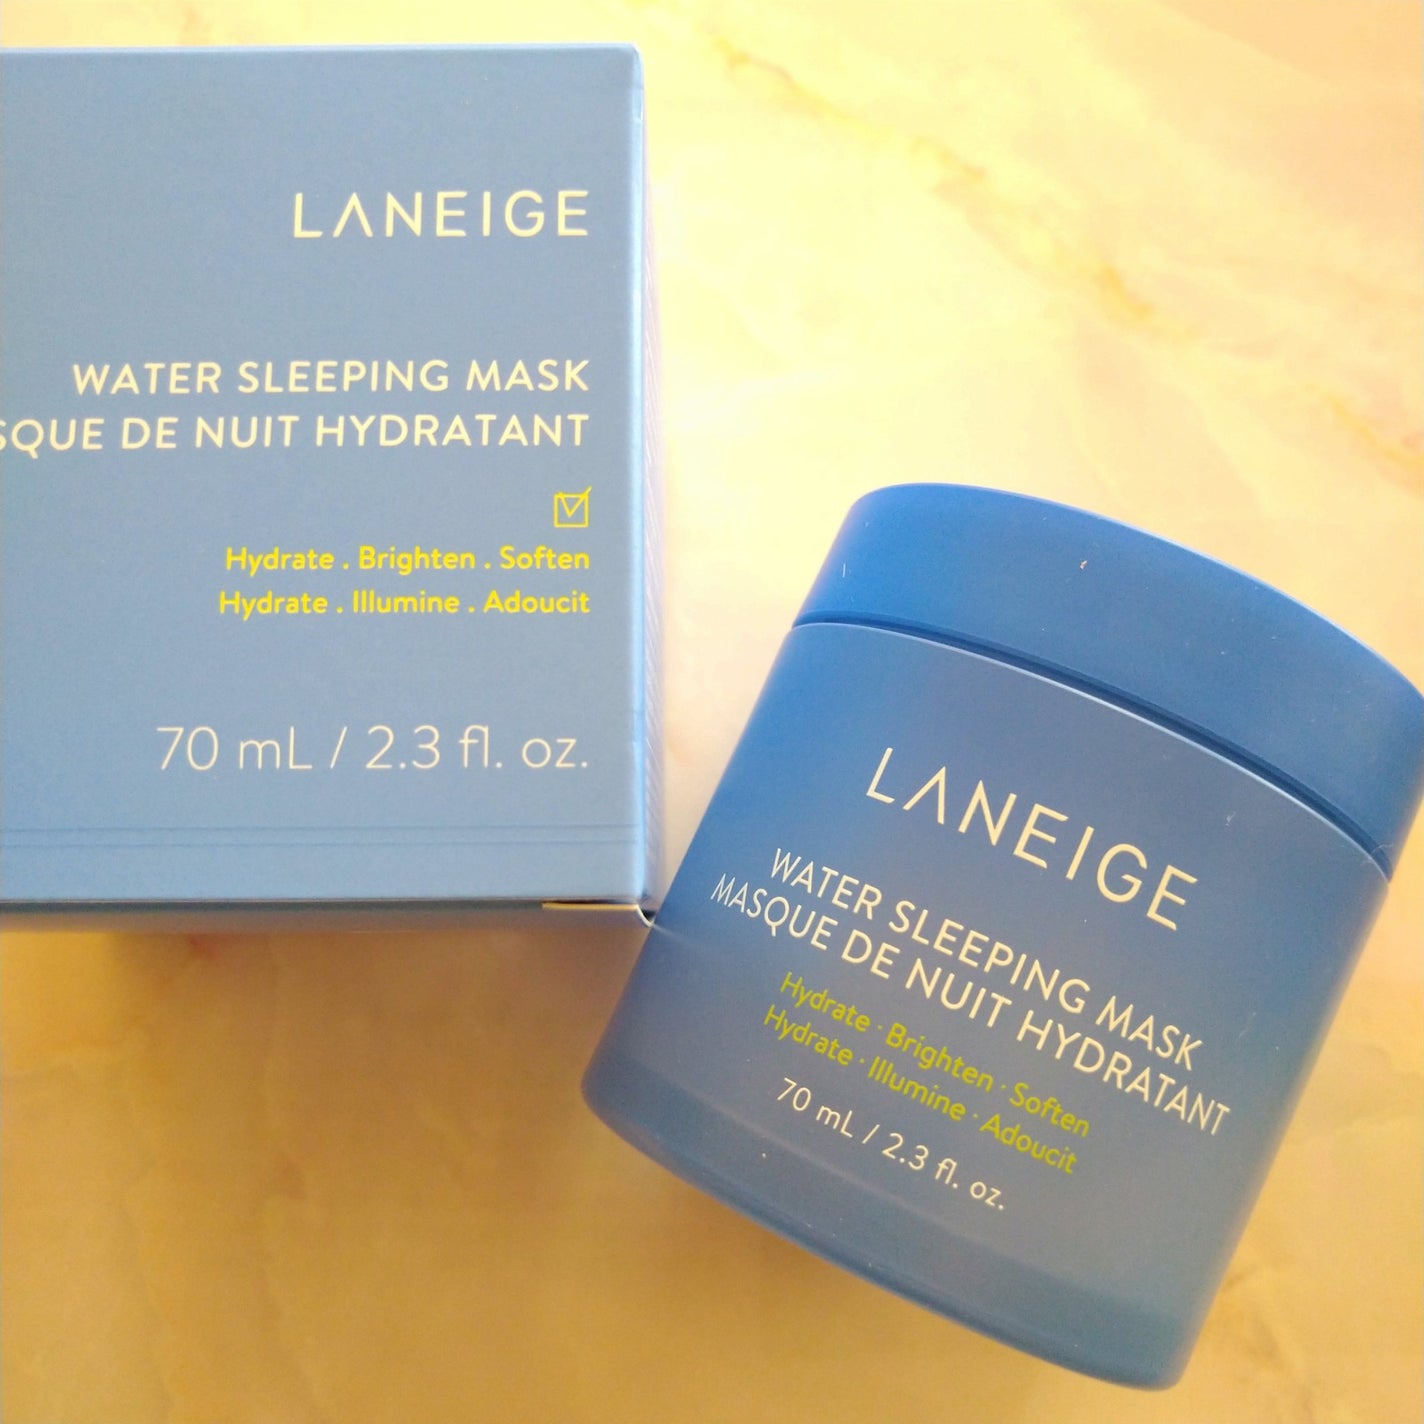 LANEIGE
WATER SLEEPING MASK
SQUE DE NUIT HYDRATANT
Hydrate . Brighten . Soften
Hydrate . Illumine . Adoucit
70 mL / 2.3 fl. oz.
LANEIGE
WATER SLEEPING MASK
MASQUE DE NUIT HYDRATANT
Hydrate · Brighten · Soften
Hydrate · Illumine · Adoucit
70 mL / 2.3 fl. oz.